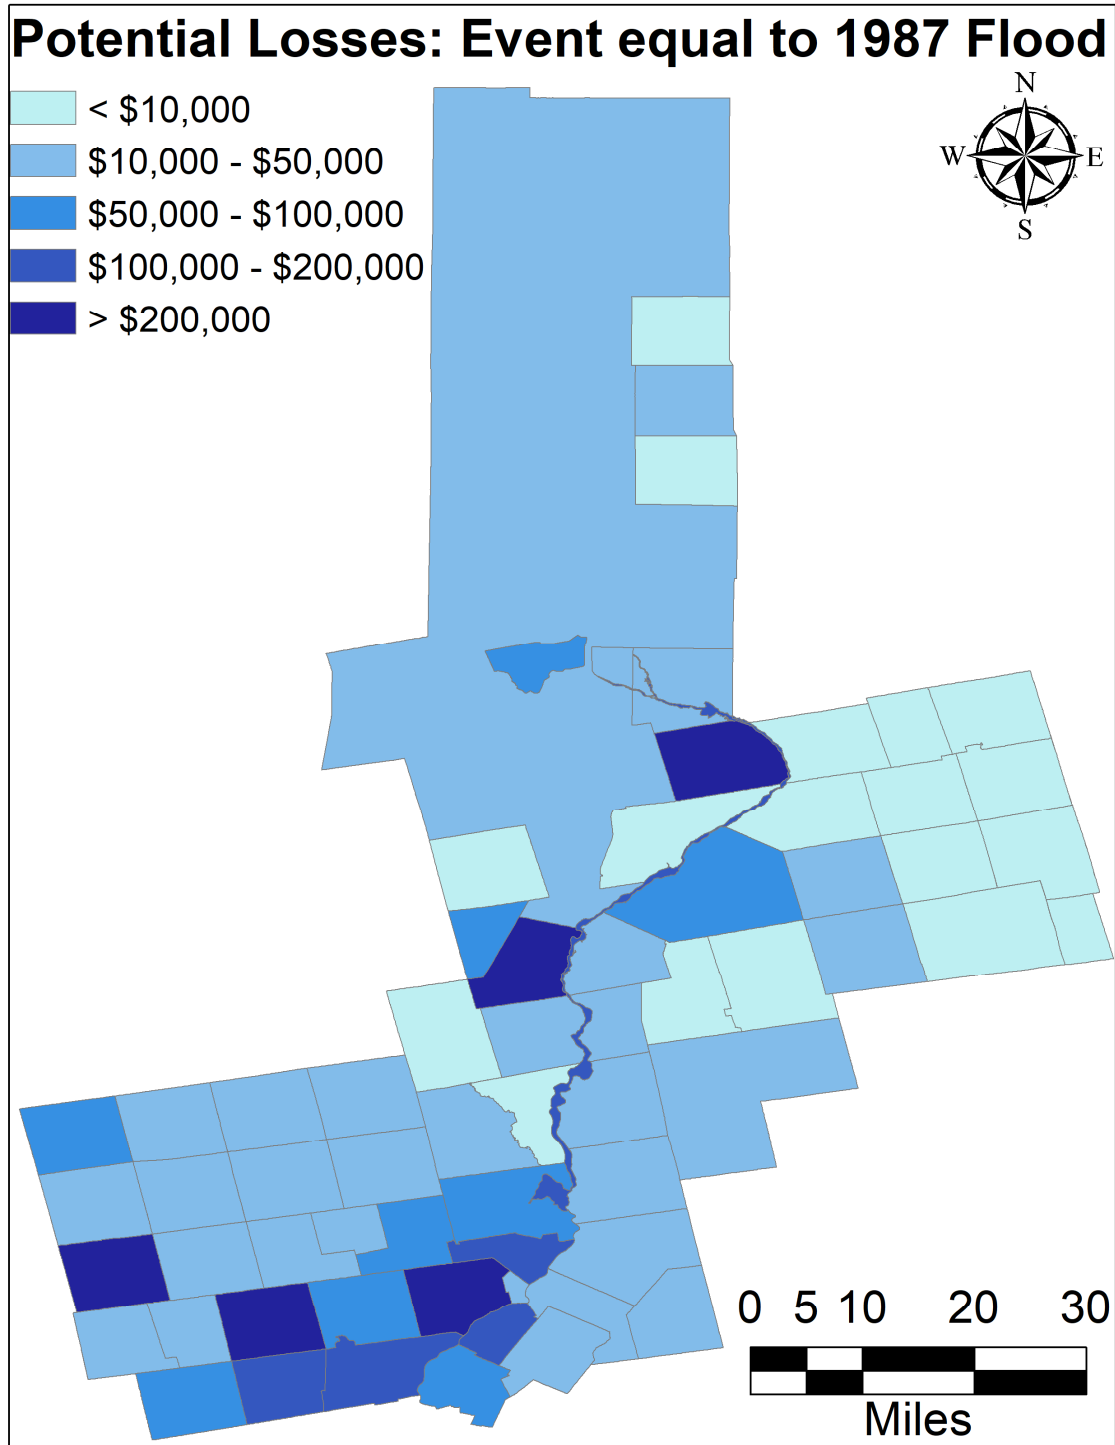 Potential Losses: Event equal to 1987 Flood
< $10,000
$10,000 - $50,000
$50,000 - $100,000
$100,000 - $200,000
> $200,000
N
W E
S
0 5 10 20 30
Miles